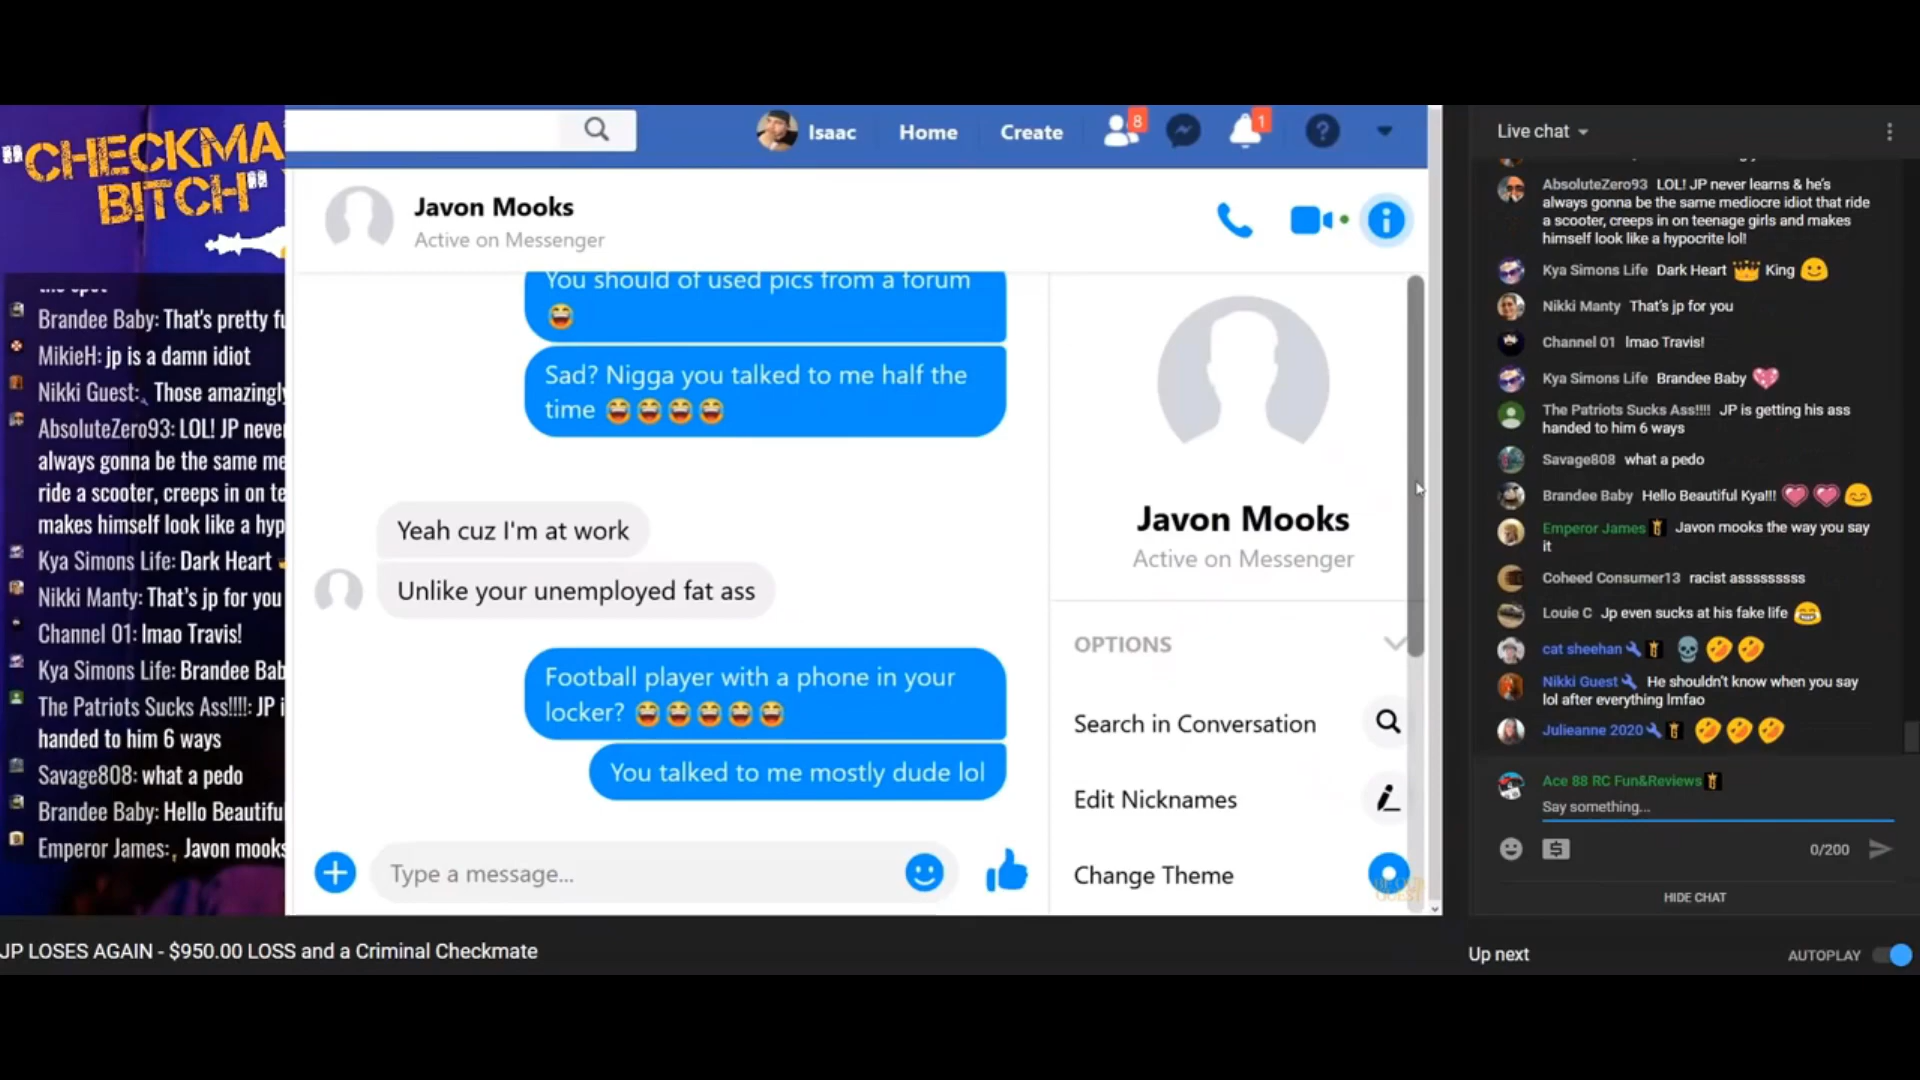 "CHECKMA
BITCH"
the spot
Brandee Baby: That's pretty fu
MikieH: jp is a damn idiot
Nikki Guest: Those amazingly
AbsoluteZero93: LOL! JP never
always gonna be the same me
ride a scooter, creeps in on te
makes himself look like a hyp
Kya Simons Life: Dark Heart
Nikki Manty: That's jp for you
Channel 01: lmao Travis!
Kya Simons Life: Brandee Bab
The Patriots Sucks Ass!!!!: JP i
handed to him 6 ways
Savage808: what a pedo
Brandee Baby: Hello Beautiful
Emperor James: Javon mooks
Isaac
Home
Create
8
1
Javon Mooks
Active on Messenger
You should of used pics from a forum
😂
Sad? Nigga you talked to me half the
time 😂😂😂😂
Yeah cuz I'm at work
Unlike your unemployed fat ass
Football player with a phone in your
locker? 😂😂😂😂😂
You talked to me mostly dude lol
Type a message...
Javon Mooks
Active on Messenger
OPTIONS
Search in Conversation
Edit Nicknames
Change Theme
Live chat
AbsoluteZero93 LOL! JP never learns & he's
always gonna be the same mediocre idiot that ride
a scooter, creeps in on teenage girls and makes
himself look like a hypocrite lol!
Kya Simons Life Dark Heart 👑 King 🙂
Nikki Manty That's jp for you
Channel 01 lmao Travis!
Kya Simons Life Brandee Baby 💖
The Patriots Sucks Ass!!!! JP is getting his ass
handed to him 6 ways
Savage808 what a pedo
Brandee Baby Hello Beautiful Kya!!! 💗💗😊
Emperor James Javon mooks the way you say
it
Coheed Consumer13 racist asssssssss
Louie C Jp even sucks at his fake life 😂
cat sheehan 💀🤣🤣
Nikki Guest He shouldn't know when you say
lol after everything lmfao
Julieanne 2020 🤣🤣🤣
Ace 88 RC Fun&Reviews
Say something...
0/200
HIDE CHAT
JP LOSES AGAIN - $950.00 LOSS and a Criminal Checkmate
Up next
AUTOPLAY